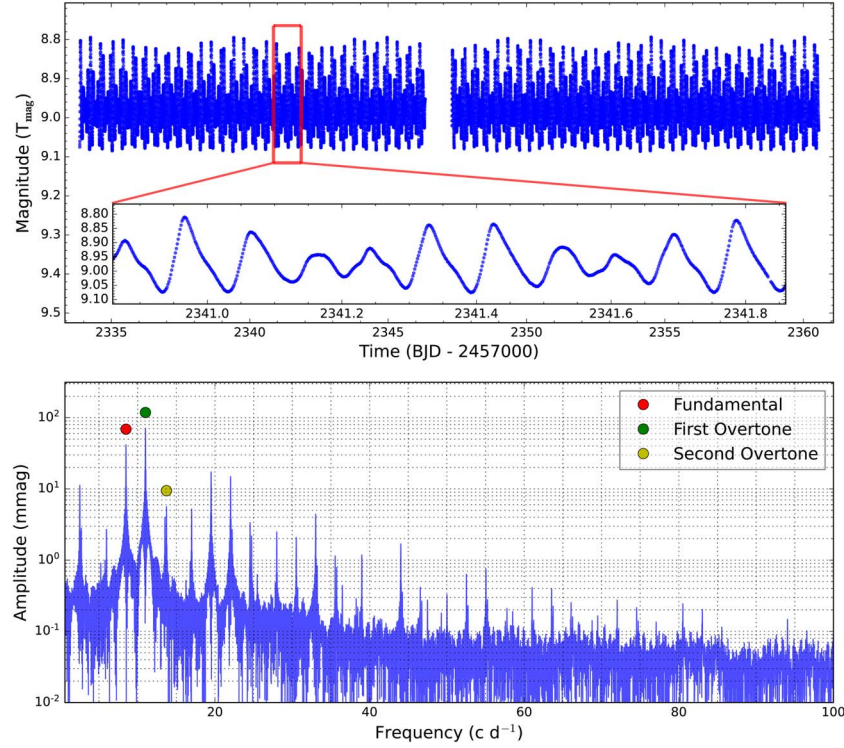 8.8
8.9
9.0
9.1
9.2
9.3
9.4
9.5
Magnitude (T_mag)
8.80
8.85
8.90
8.95
9.00
9.05
9.10
2341.0 2341.2 2341.4 2341.6 2341.8
2335 2340 2345 2350 2355 2360
Time (BJD - 2457000)
Fundamental
First Overtone
Second Overtone
10²
10¹
10⁰
10⁻¹
10⁻²
Amplitude (mmag)
20 40 60 80 100
Frequency (c d⁻¹)